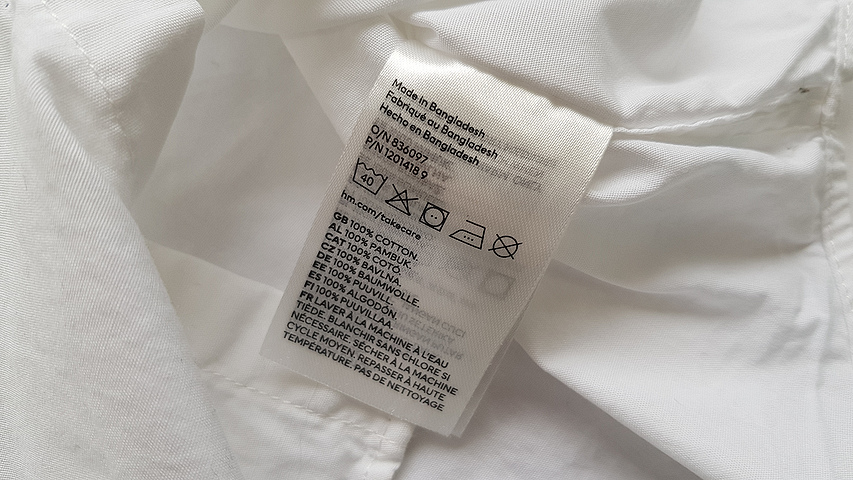 Made in Bangladesh
Fabriqué au Bangladesh
Hecho en Bangladesh
O/N 836097
P/N 1201418 9
40
hm.com/takecare
GB 100% COTTON.
AL 100% PAMBUK.
CAT 100% COTÓ.
CZ 100% BAVLNA.
DE 100% BAUMWOLLE.
EE 100% PUUVILL.
ES 100% ALGODÓN.
FI 100% PUUVILLAA.
FR LAVER À LA MACHINE À L'EAU
TIÈDE. BLANCHIR SANS CHLORE SI
NÉCESSAIRE. SÉCHER À LA MACHINE
CYCLE MOYEN. REPASSER À HAUTE
TEMPÉRATURE. PAS DE NETTOYAGE